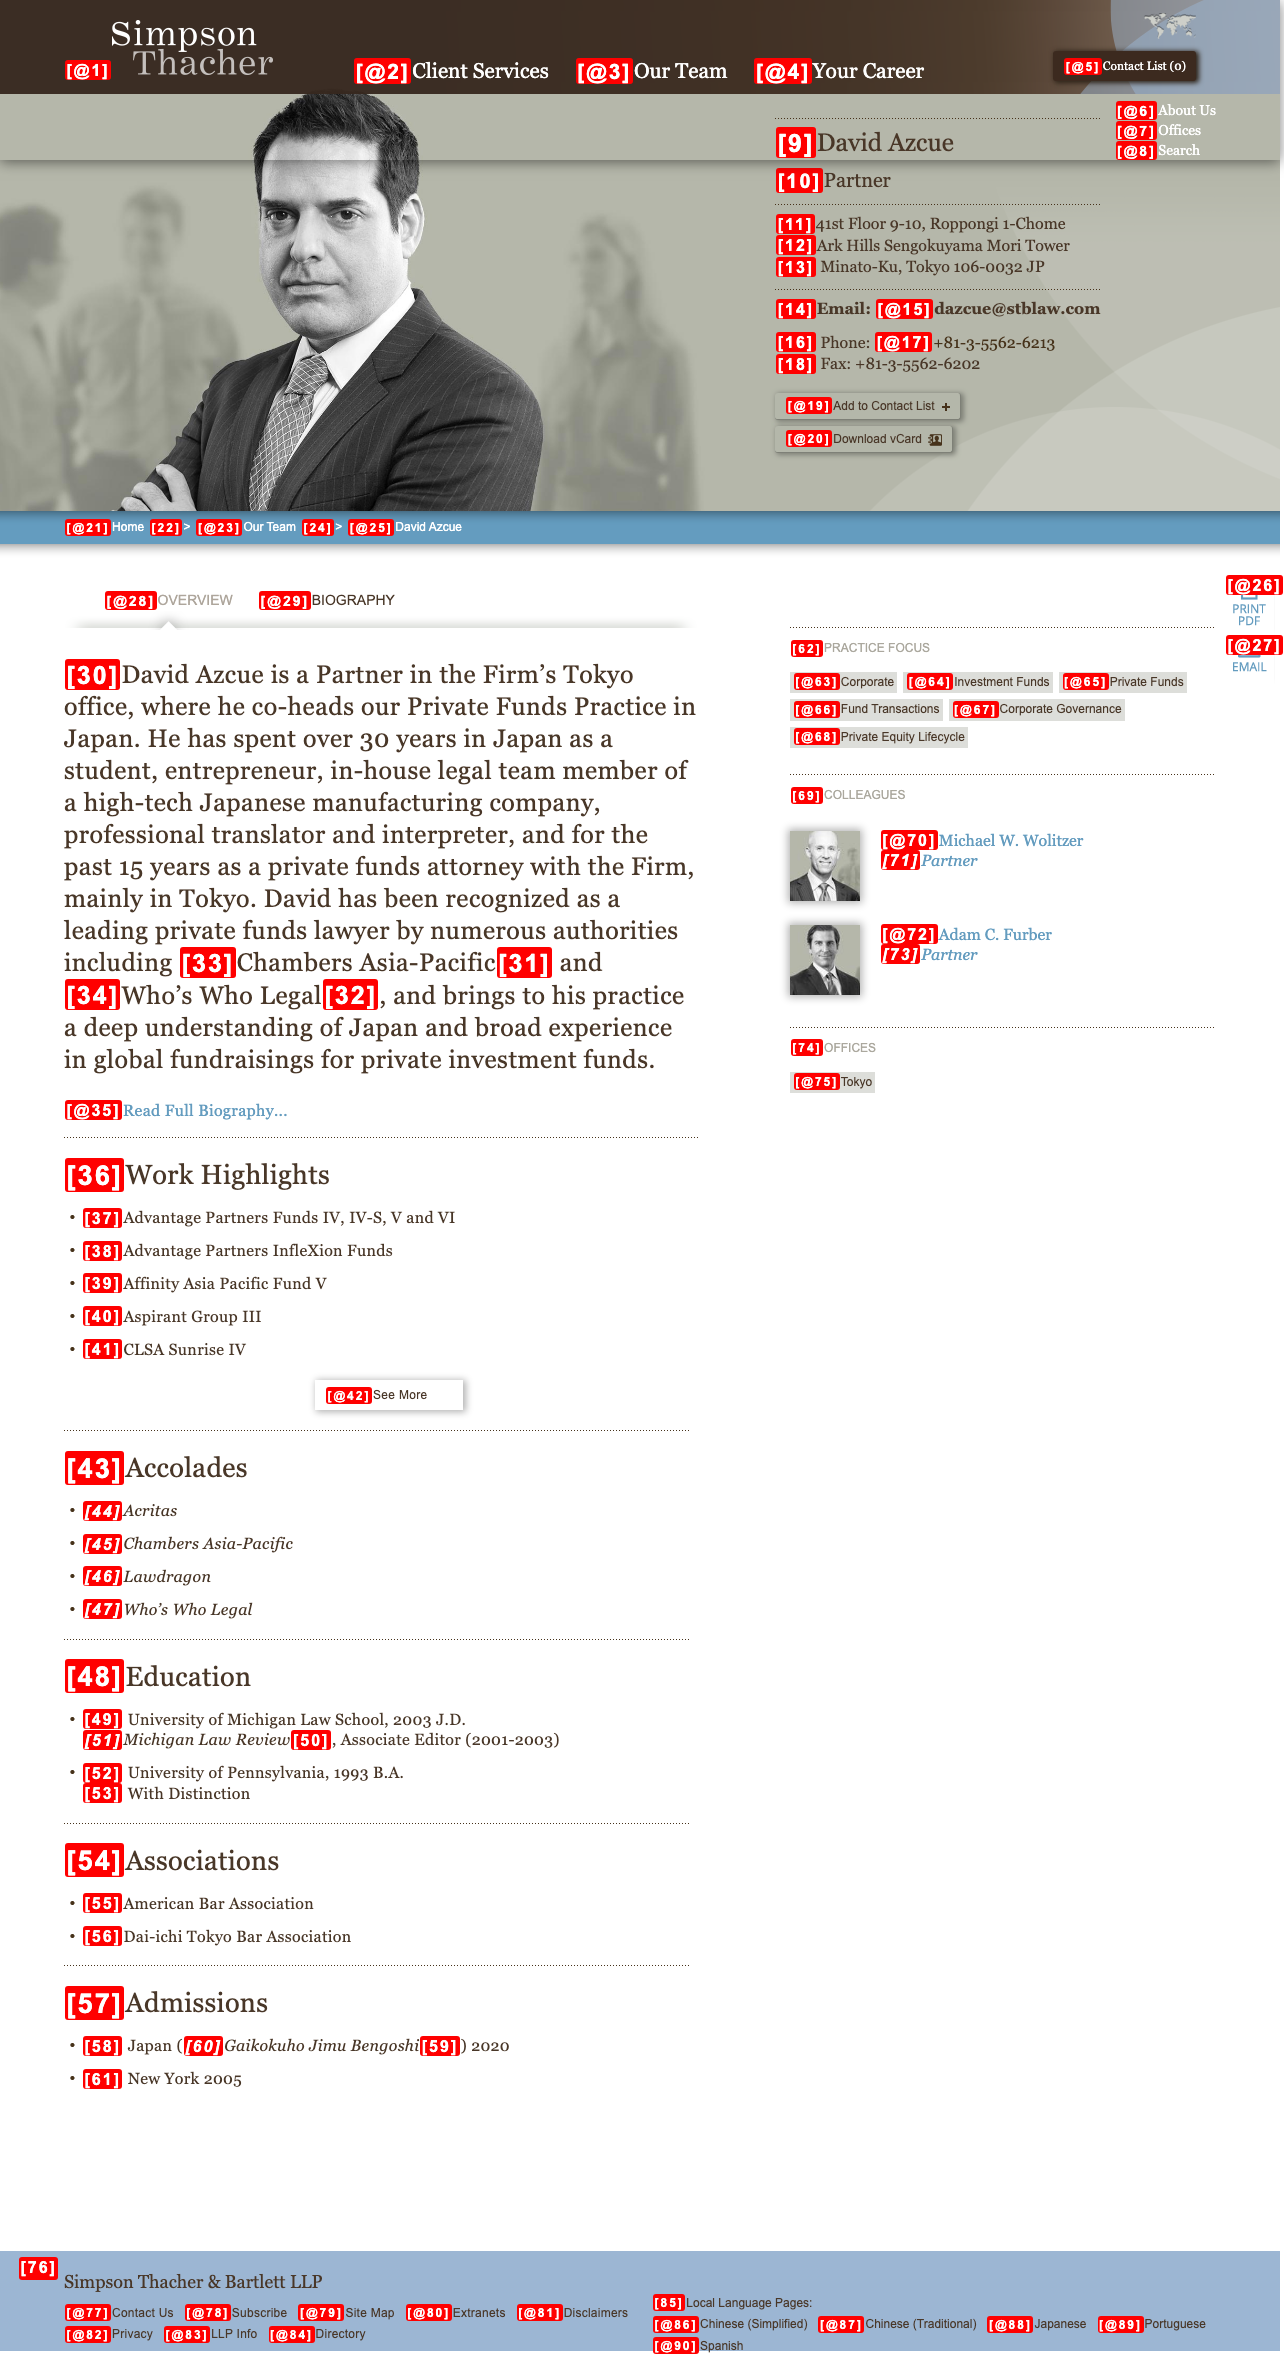 Simpson
Thacher
[@1] [@2]Client Services [@3]Our Team [@4]Your Career [@5]Contact List (0)
[@6]About Us
[@7]Offices
[@8]Search
[9]David Azcue
[10]Partner
[11]41st Floor 9-10, Roppongi 1-Chome
[12]Ark Hills Sengokuyama Mori Tower
[13] Minato-Ku, Tokyo 106-0032 JP
[14]Email: [@15]dazcue@stblaw.com
[16] Phone: [@17]+81-3-5562-6213
[18] Fax: +81-3-5562-6202
[@19]Add to Contact List +
[@20]Download vCard
[@21]Home [22]> [@23]Our Team [24]> [@25]David Azcue
[@26]
PRINT
PDF
[@27]
EMAIL
[@28]OVERVIEW [@29]BIOGRAPHY
[30]David Azcue is a Partner in the Firm’s Tokyo
office, where he co-heads our Private Funds Practice in
Japan. He has spent over 30 years in Japan as a
student, entrepreneur, in-house legal team member of
a high-tech Japanese manufacturing company,
professional translator and interpreter, and for the
past 15 years as a private funds attorney with the Firm,
mainly in Tokyo. David has been recognized as a
leading private funds lawyer by numerous authorities
including [33]Chambers Asia-Pacific[31] and
[34]Who’s Who Legal[32], and brings to his practice
a deep understanding of Japan and broad experience
in global fundraisings for private investment funds.
[@35]Read Full Biography...
[36]Work Highlights
• [37]Advantage Partners Funds IV, IV-S, V and VI
• [38]Advantage Partners InfleXion Funds
• [39]Affinity Asia Pacific Fund V
• [40]Aspirant Group III
• [41]CLSA Sunrise IV
[@42]See More
[43]Accolades
• [44]Acritas
• [45]Chambers Asia-Pacific
• [46]Lawdragon
• [47]Who’s Who Legal
[48]Education
• [49] University of Michigan Law School, 2003 J.D.
[51]Michigan Law Review[50], Associate Editor (2001-2003)
• [52] University of Pennsylvania, 1993 B.A.
[53] With Distinction
[54]Associations
• [55]American Bar Association
• [56]Dai-ichi Tokyo Bar Association
[57]Admissions
• [58] Japan ([60]Gaikokuho Jimu Bengoshi[59]) 2020
• [61] New York 2005
[62]PRACTICE FOCUS
[@63]Corporate [@64]Investment Funds [@65]Private Funds
[@66]Fund Transactions [@67]Corporate Governance
[@68]Private Equity Lifecycle
[69]COLLEAGUES
[@70]Michael W. Wolitzer
[71]Partner
[@72]Adam C. Furber
[73]Partner
[74]OFFICES
[@75]Tokyo
[76]
Simpson Thacher & Bartlett LLP
[@77]Contact Us [@78]Subscribe [@79]Site Map [@80]Extranets [@81]Disclaimers
[@82]Privacy [@83]LLP Info [@84]Directory
[85]Local Language Pages:
[@86]Chinese (Simplified) [@87]Chinese (Traditional) [@88]Japanese [@89]Portuguese
[@90]Spanish